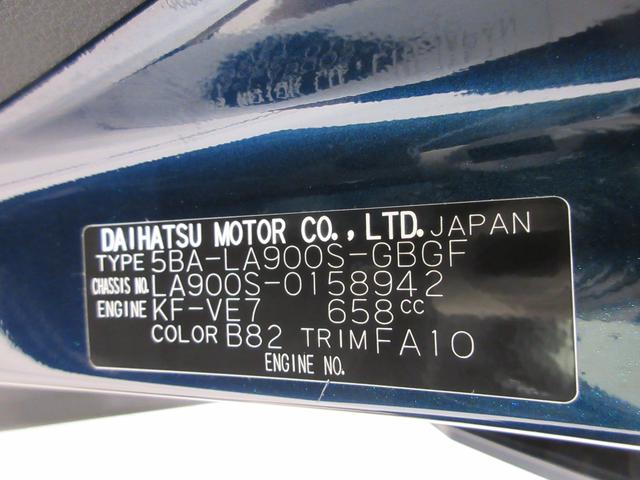 DAIHATSU MOTOR CO., LTD. JAPAN
TYPE 5BA-LA900S-GBGF
CHASSIS NO. LA900S-0158942
ENGINE KF-VE7 658cc
COLOR B82 TRIM FA10
ENGINE NO.